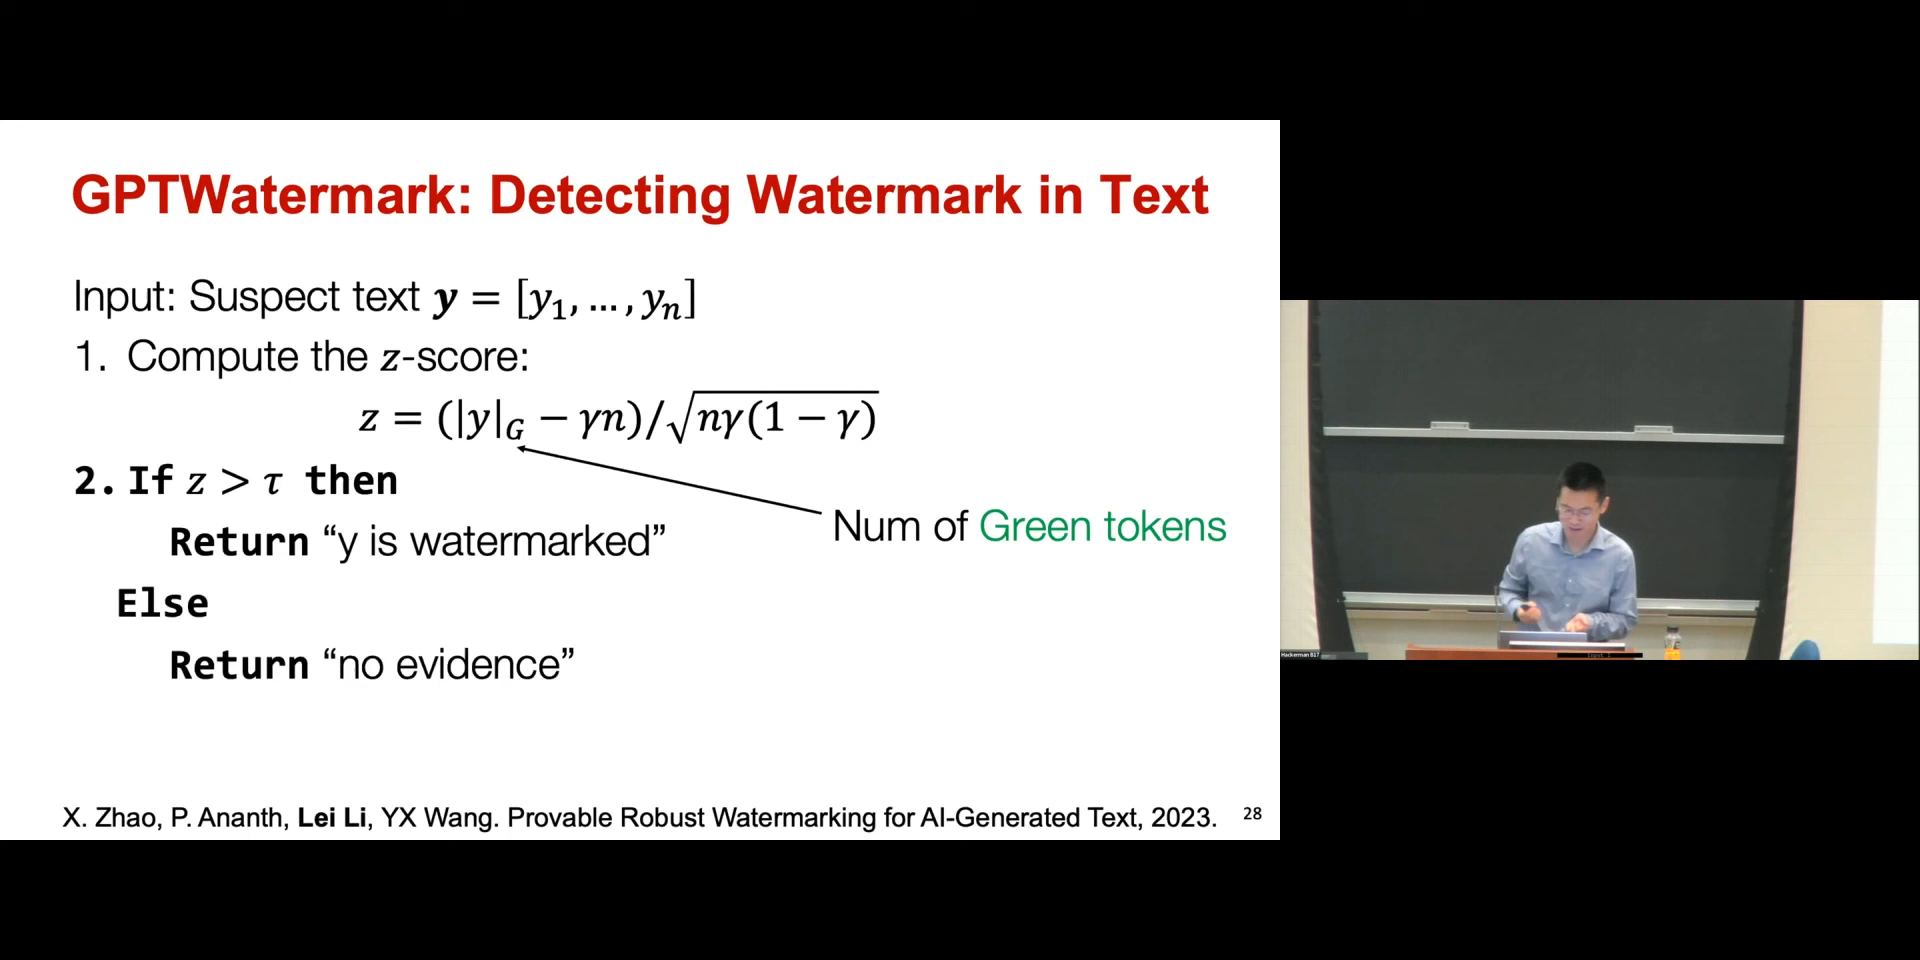 GPTWatermark: Detecting Watermark in Text
Input: Suspect text y = [y₁, … , yₙ]
1. Compute the z-score:
z = (|y|_G − γn)/√(nγ(1 − γ))
2. If z > τ then
Num of Green tokens
Return “y is watermarked”
Else
Return “no evidence”
X. Zhao, P. Ananth, Lei Li, YX Wang. Provable Robust Watermarking for AI-Generated Text, 2023.
28
Hackerman B17